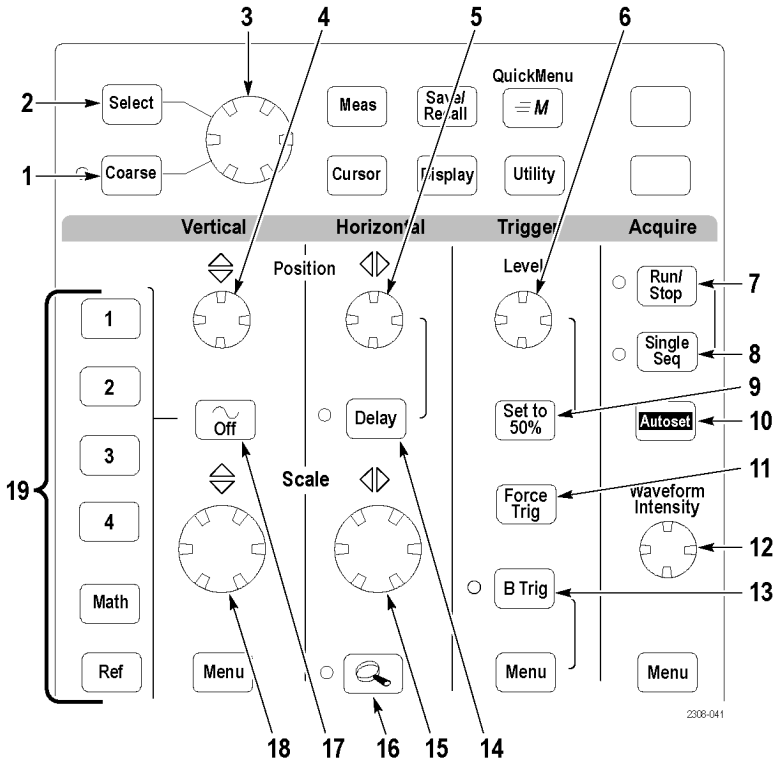 3 4 5 6
QuickMenu
2 Select Meas Save/
Recall M
1 Coarse Cursor Display Utility
Vertical Horizontal Trigger Acquire
Position Level
Run/
Stop 7
1
Single
Seq 8
2
9
Off Delay Set to
50% Autoset 10
3
11
19 Scale Force
Trig Waveform
Intensity
4
12
Math B Trig 13
Ref Menu Menu Menu
2308-041
18 17 16 15 14